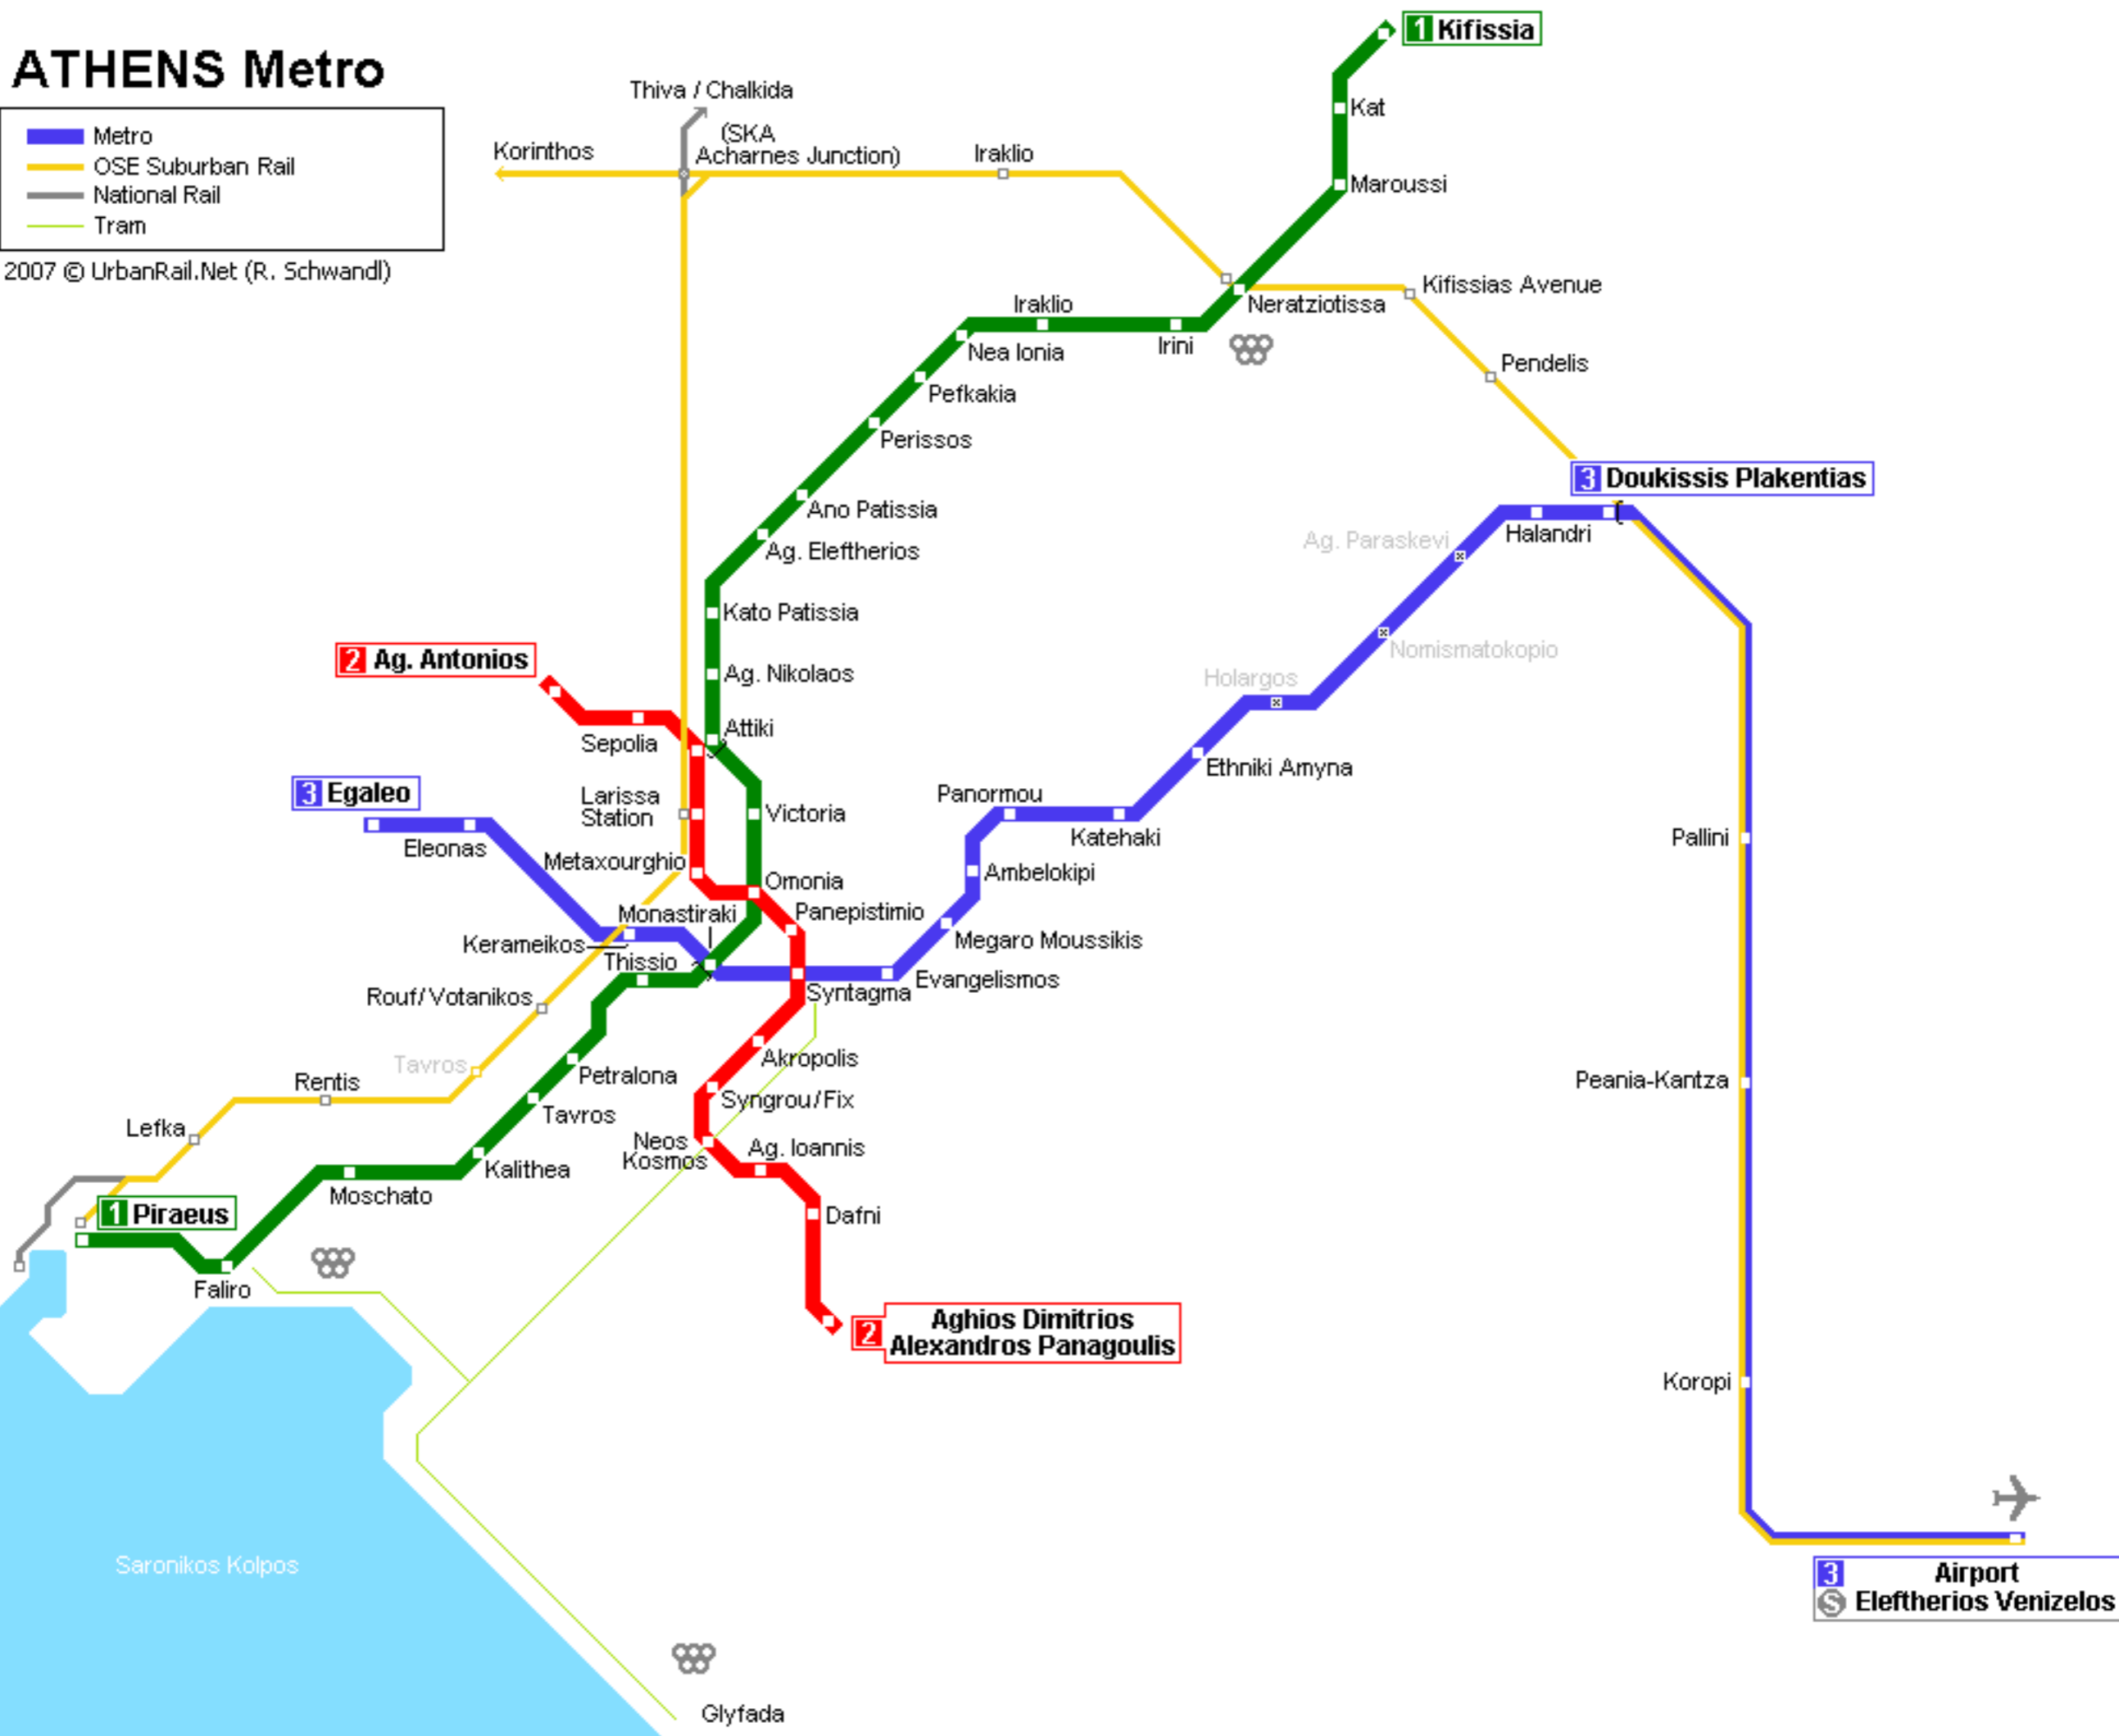 ATHENS Metro
Metro
OSE Suburban Rail
National Rail
Tram
2007 © UrbanRail.Net (R. Schwandl)
1 Kifissia
Kat
Maroussi
Thiva / Chalkida
(SKA
Acharnes Junction)
Korinthos
Iraklio
Neratziotissa
Kifissias Avenue
Pendelis
Iraklio
Irini
Nea Ionia
Pefkakia
Perissos
Ano Patissia
Ag. Eleftherios
3 Doukissis Plakentias
Halandri
Ag. Paraskevi
Nomismatokopio
Holargos
Ethniki Amyna
Kato Patissia
Ag. Nikolaos
Attiki
2 Ag. Antonios
Sepolia
3 Egaleo
Eleonas
Larissa
Station
Victoria
Metaxourghio
Omonia
Panepistimio
Monastiraki
Kerameikos
Thissio
Syntagma
Evangelismos
Megaro Moussikis
Ambelokipi
Panormou
Katehaki
Pallini
Peania-Kantza
Koropi
Rouf/Votanikos
Tavros
Rentis
Lefka
Petralona
Tavros
Kalithea
Moschato
1 Piraeus
Faliro
Akropolis
Syngrou/Fix
Neos
Kosmos
Ag. Ioannis
Dafni
2 Aghios Dimitrios
Alexandros Panagoulis
3 Airport
S Eleftherios Venizelos
Saronikos Kolpos
Glyfada